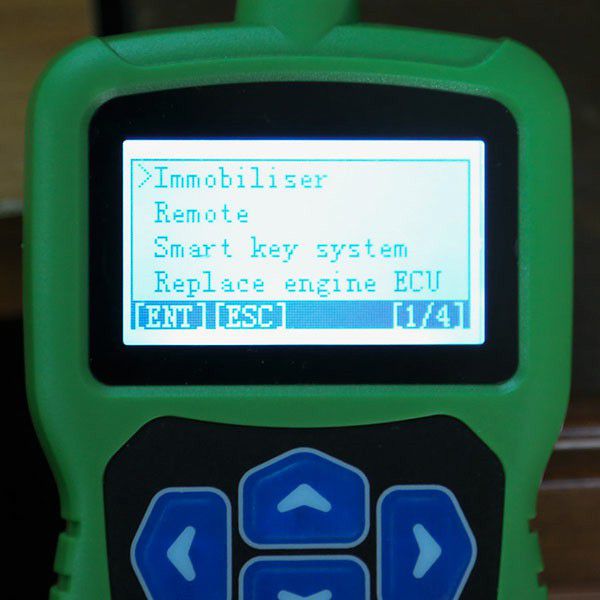 >Immobiliser
Remote
Smart key system
Replace engine ECU
[ENT] [ESC] [1/4]